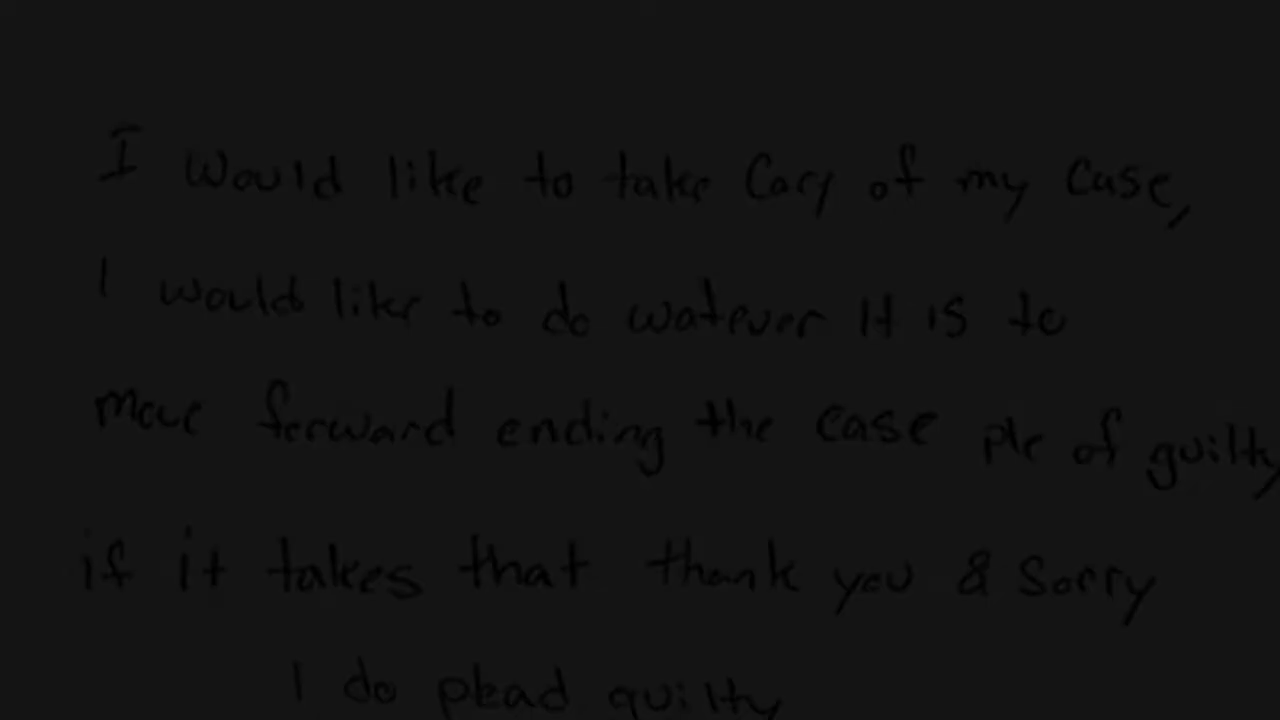 I would like to take Cary of my case,
I would like to do watever it is to
move forward ending the case ple of guilty
if it takes that thank you & sorry
I do plead guilty